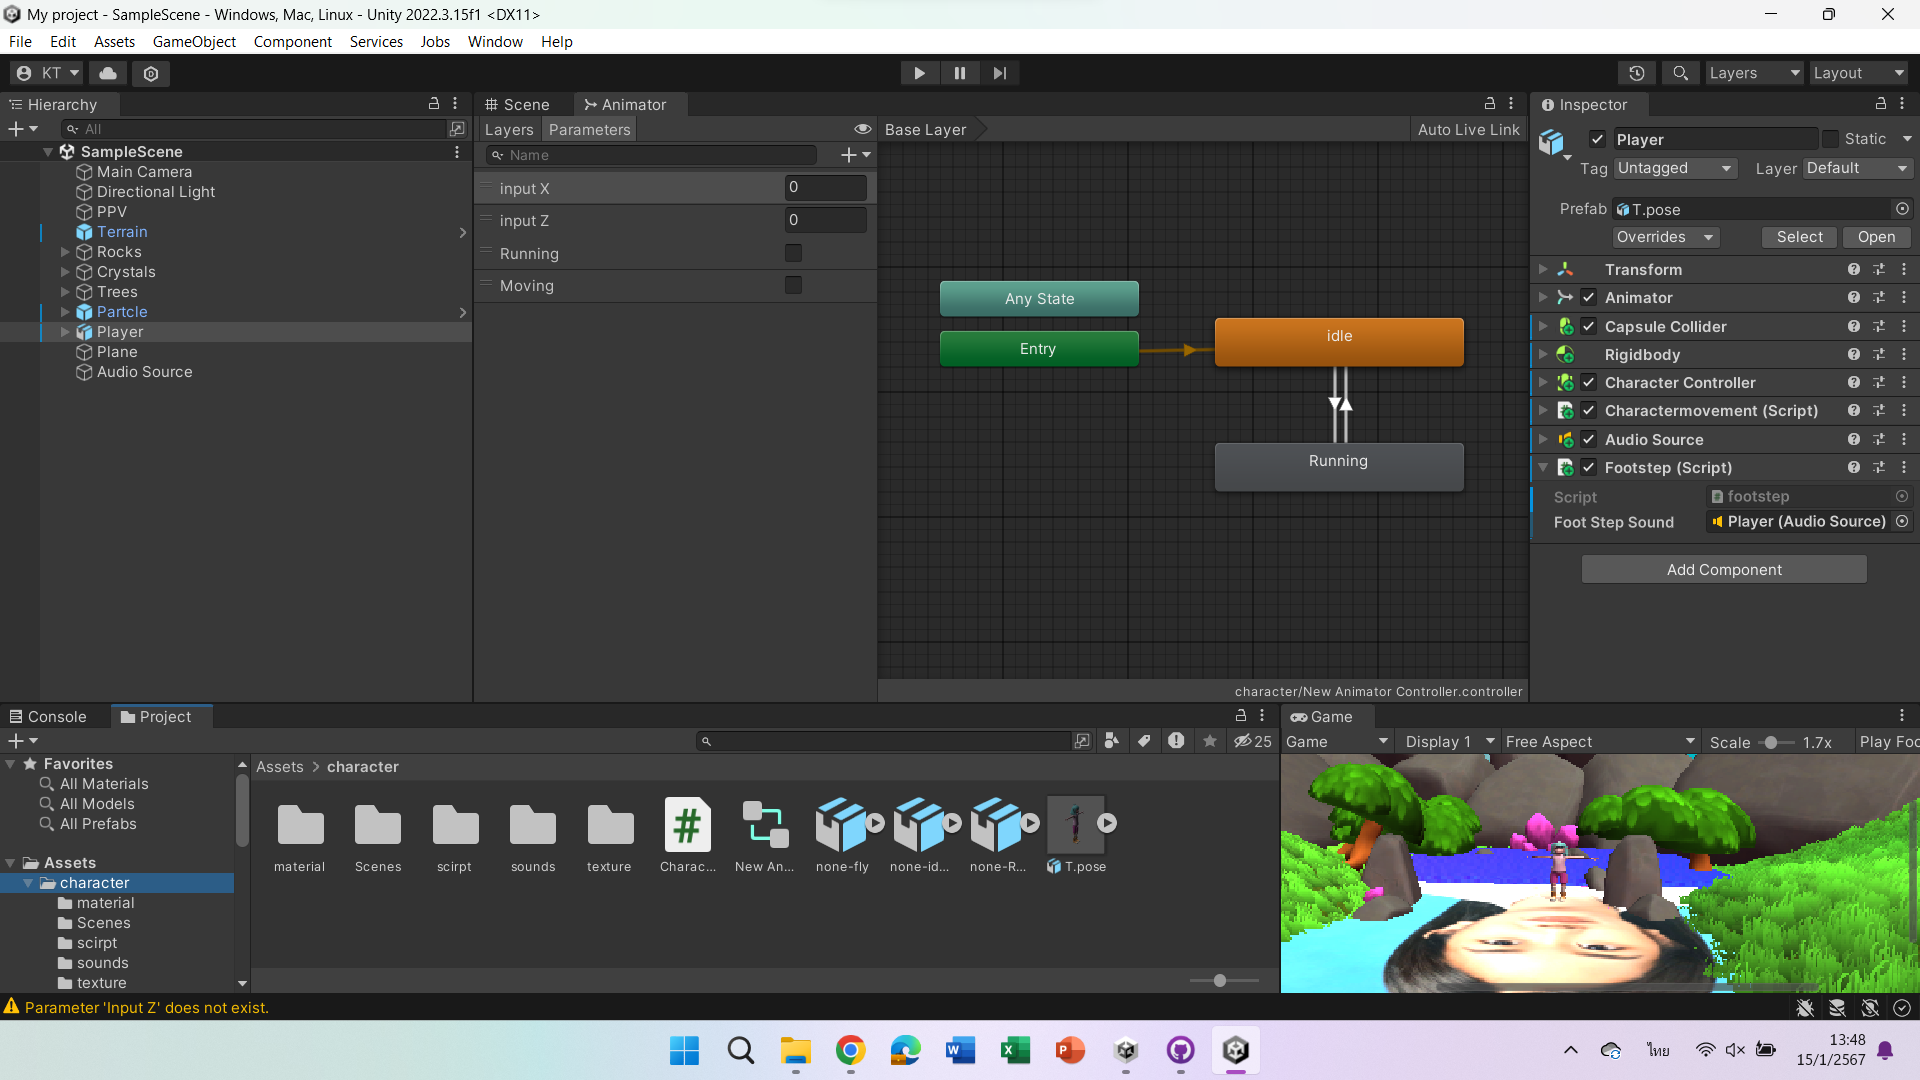 My project - SampleScene - Windows, Mac, Linux - Unity 2022.3.15f1 <DX11>
File Edit Assets GameObject Component Services Jobs Window Help
KT
Layers Layout
Hierarchy
All
SampleScene
Main Camera
Directional Light
PPV
Terrain
Rocks
Crystals
Trees
Partcle
Player
Plane
Audio Source
Scene Animator
Layers Parameters
Base Layer
Auto Live Link
Name
input X 0
input Z 0
Running
Moving
Any State
Entry
idle
Running
character/New Animator Controller.controller
Inspector
Player Static
Tag Untagged Layer Default
Prefab T.pose
Overrides Select Open
Transform
Animator
Capsule Collider
Rigidbody
Character Controller
Charactermovement (Script)
Audio Source
Footstep (Script)
Script footstep
Foot Step Sound Player (Audio Source)
Add Component
Console Project
25
Favorites
All Materials
All Models
All Prefabs
Assets
character
material
Scenes
scirpt
sounds
texture
Assets > character
material Scenes scirpt sounds texture Charac... New An... none-fly none-id... none-R... T.pose
Game
Game Display 1 Free Aspect Scale 1.7x Play Foc
Parameter 'Input Z' does not exist.
ไทย
13:48
15/1/2567